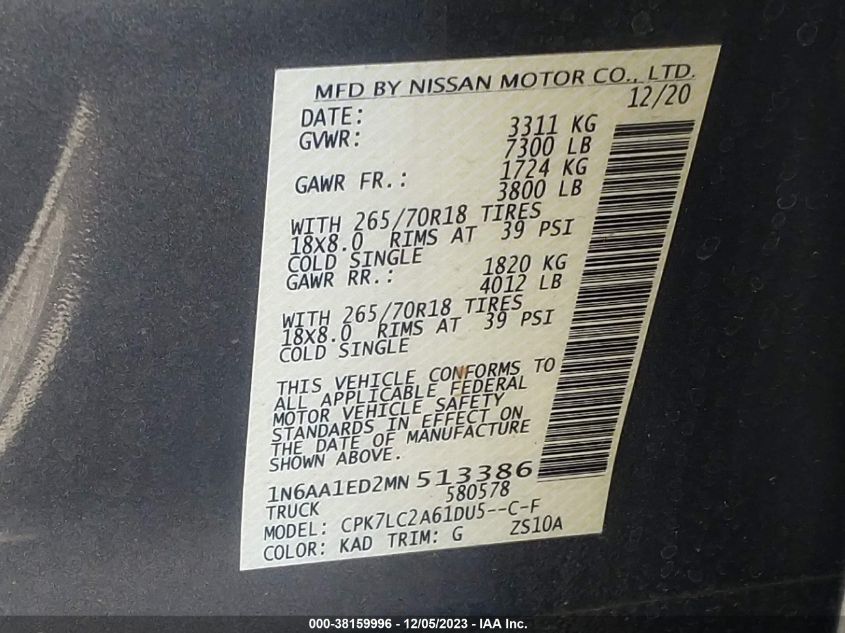 MFD BY NISSAN MOTOR CO., LTD.
DATE: 12/20
GVWR: 3311 KG
7300 LB
GAWR FR.: 1724 KG
3800 LB
WITH 265/70R18 TIRES
18X8.0 RIMS AT 39 PSI
COLD SINGLE
GAWR RR.: 1820 KG
4012 LB
WITH 265/70R18 TIRES
18X8.0 RIMS AT 39 PSI
COLD SINGLE
THIS VEHICLE CONFORMS TO
ALL APPLICABLE FEDERAL
MOTOR VEHICLE SAFETY
STANDARDS IN EFFECT ON
THE DATE OF MANUFACTURE
SHOWN ABOVE.
1N6AA1ED2MN513386
TRUCK 580578
MODEL: CPK7LC2A61DU5--C-F
COLOR: KAD TRIM: G ZS10A
000-38159996 - 12/05/2023 - IAA Inc.